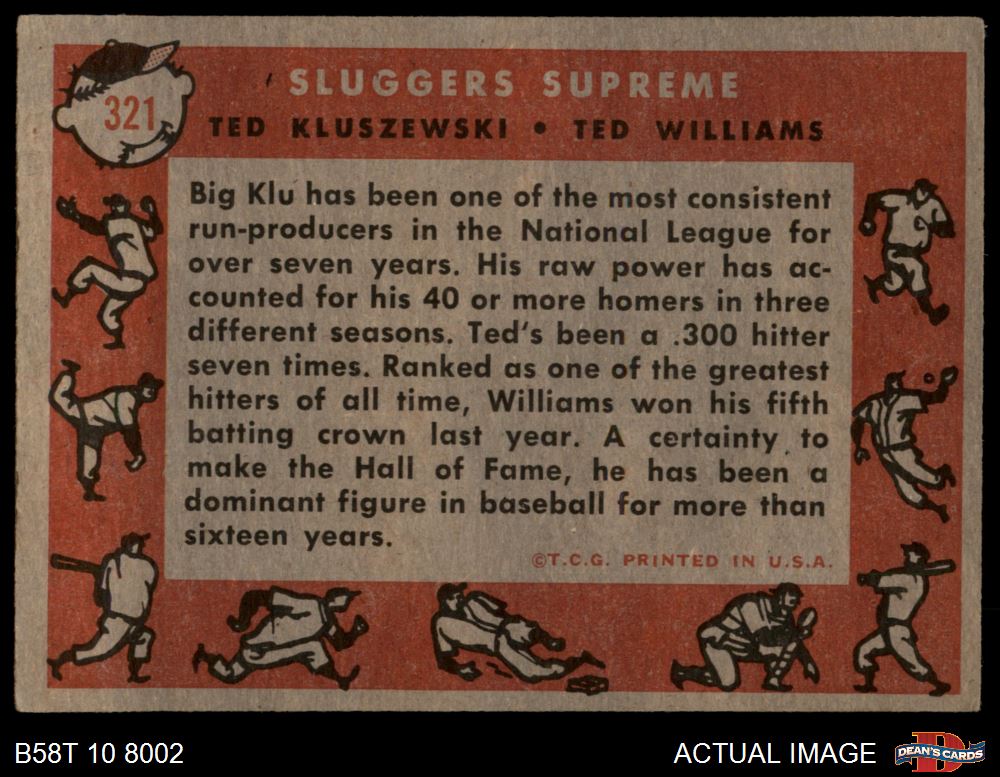 321
SLUGGERS SUPREME
TED KLUSZEWSKI • TED WILLIAMS
Big Klu has been one of the most consistent
run-producers in the National League for
over seven years. His raw power has ac-
counted for his 40 or more homers in three
different seasons. Ted's been a .300 hitter
seven times. Ranked as one of the greatest
hitters of all time, Williams won his fifth
batting crown last year. A certainty to
make the Hall of Fame, he has been a
dominant figure in baseball for more than
sixteen years.
©T.C.G. PRINTED IN U.S.A.
B58T 10 8002
ACTUAL IMAGE
D
DEAN'S CARDS